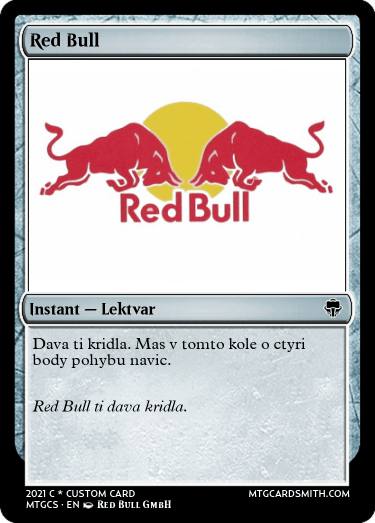 Red Bull
Red Bull
Instant — Lektvar
Dava ti kridla. Mas v tomto kole o ctyri
body pohybu navic.
Red Bull ti dava kridla.
2021 C * CUSTOM CARD
MTGCARDSMITH.COM
MTGCS · EN RED BULL GMBH